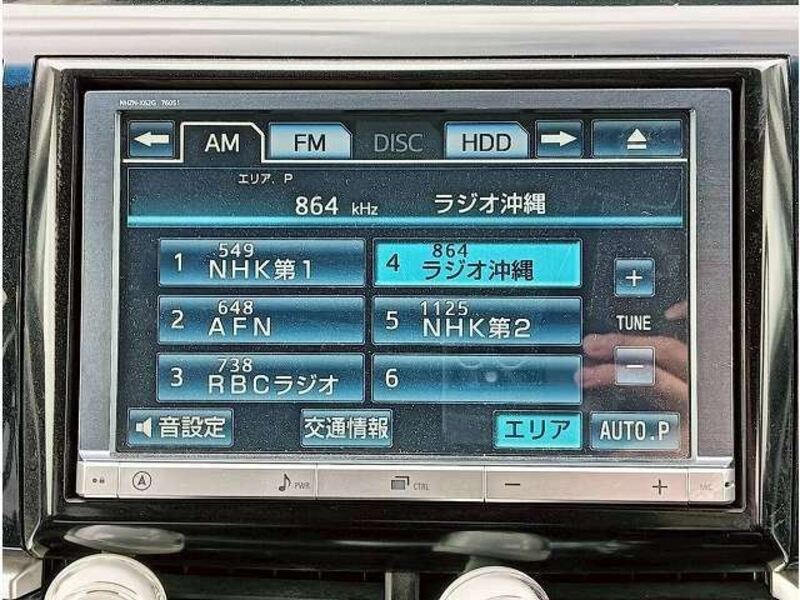 NHZN-X62G 76051
AM FM DISC HDD
エリア. P
864 kHz ラジオ沖縄
1 549 NHK第1
4 864 ラジオ沖縄
2 648 AFN
5 1125 NHK第2
3 738 RBCラジオ
6
+
TUNE
−
音設定 交通情報 エリア AUTO.P
A PWR CTRL − + MIC